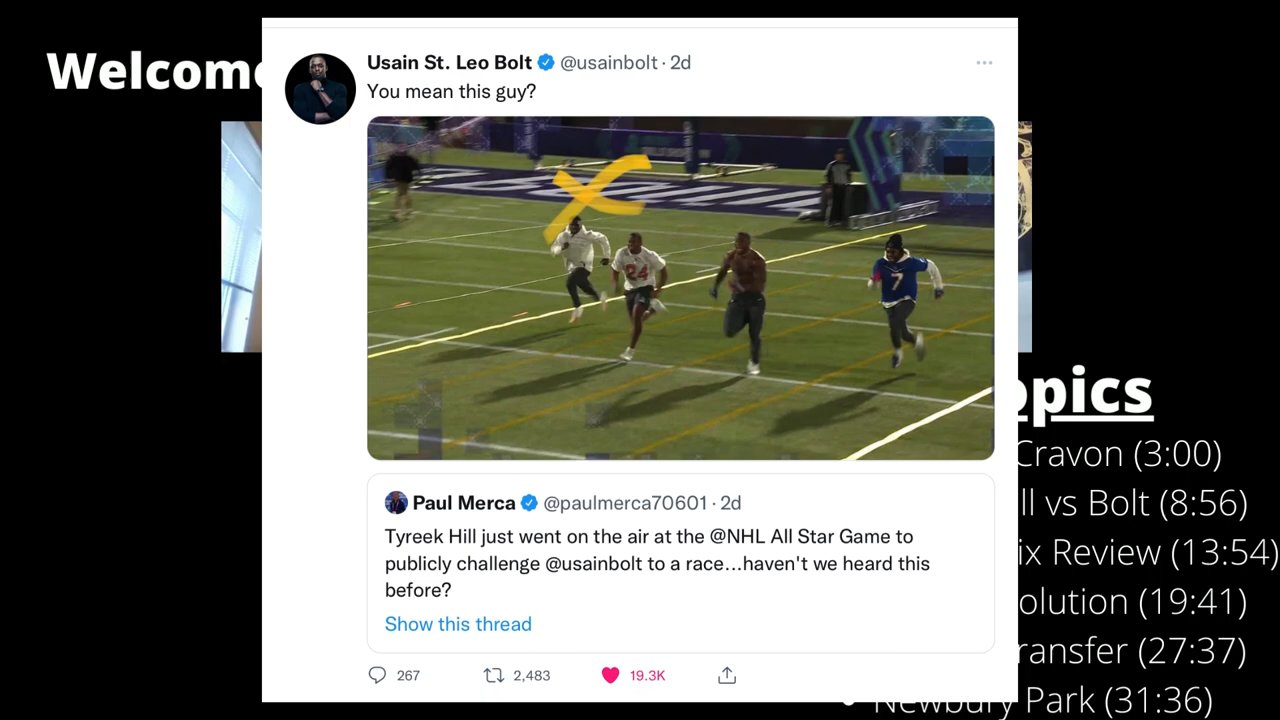 Welcome
Usain St. Leo Bolt @usainbolt · 2d
You mean this guy?
24
7
Paul Merca @paulmerca70601 · 2d
Tyreek Hill just went on the air at the @NHL All Star Game to
publicly challenge @usainbolt to a race...haven't we heard this
before?
Show this thread
267 2,483 19.3K
opics
Cravon (3:00)
ll vs Bolt (8:56)
ix Review (13:54)
olution (19:41)
ransfer (27:37)
Newbury Park (31:36)